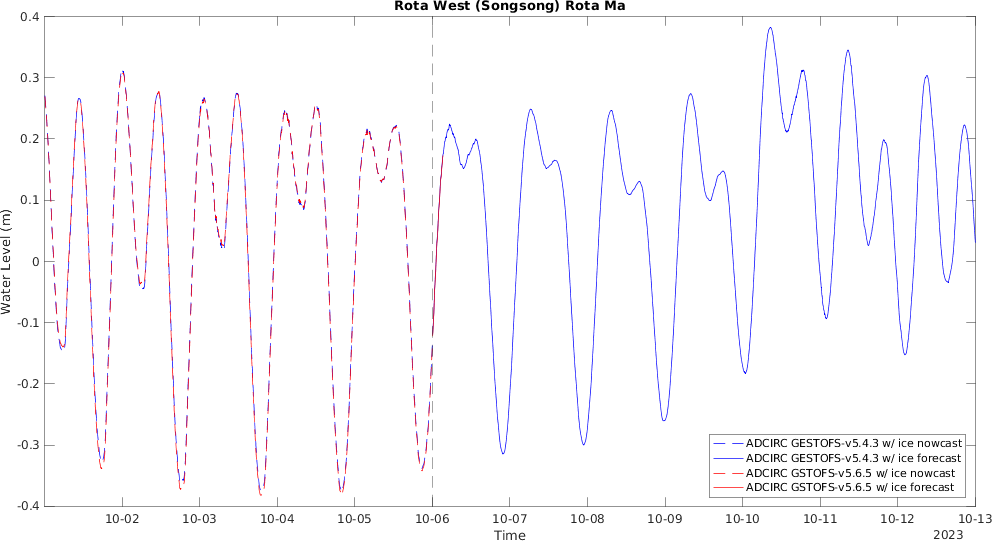 Rota West (Songsong) Rota Ma
0.4
0.3
0.2
0.1
0
-0.1
-0.2
-0.3
-0.4
Water Level (m)
ADCIRC GESTOFS-v5.4.3 w/ ice nowcast
ADCIRC GESTOFS-v5.4.3 w/ ice forecast
ADCIRC GSTOFS-v5.6.5 w/ ice nowcast
ADCIRC GSTOFS-v5.6.5 w/ ice forecast
10-02 10-03 10-04 10-05 10-06 10-07 10-08 10-09 10-10 10-11 10-12 10-13
Time
2023